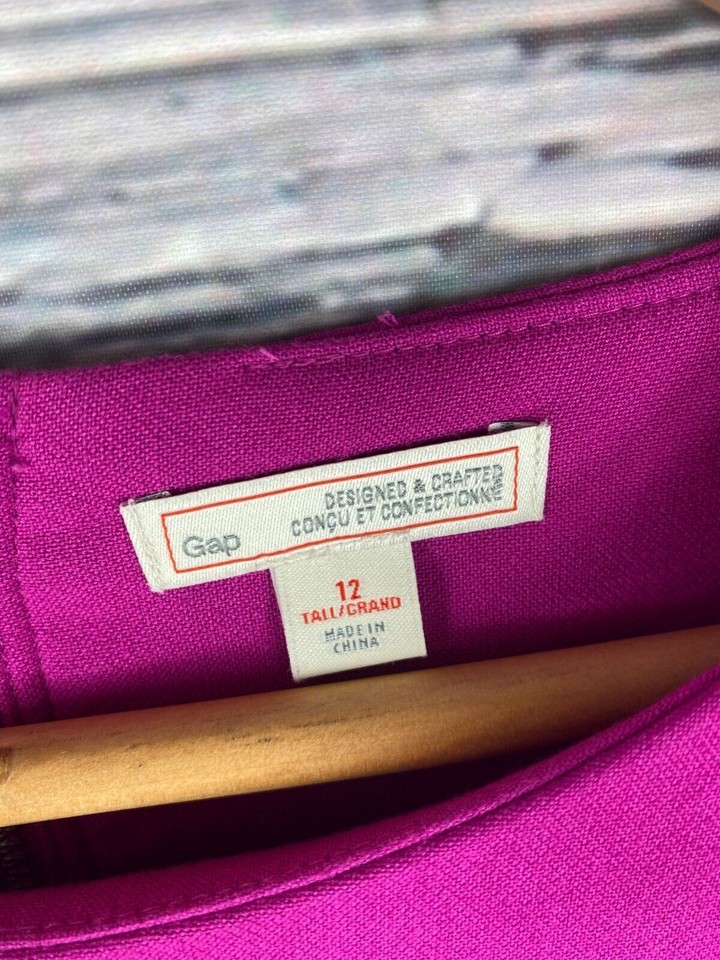 Gap
DESIGNED & CRAFTED
CONÇU ET CONFECTIONNÉ
12
TALL/GRAND
MADE IN
CHINA